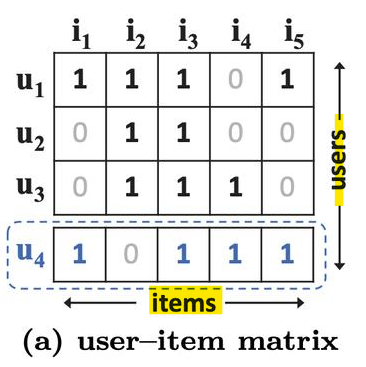 i1 i2 i3 i4 i5
u1 1 1 1 0 1
u2 0 1 1 0 0
u3 0 1 1 1 0
u4 1 0 1 1 1
users
items
(a) user–item matrix